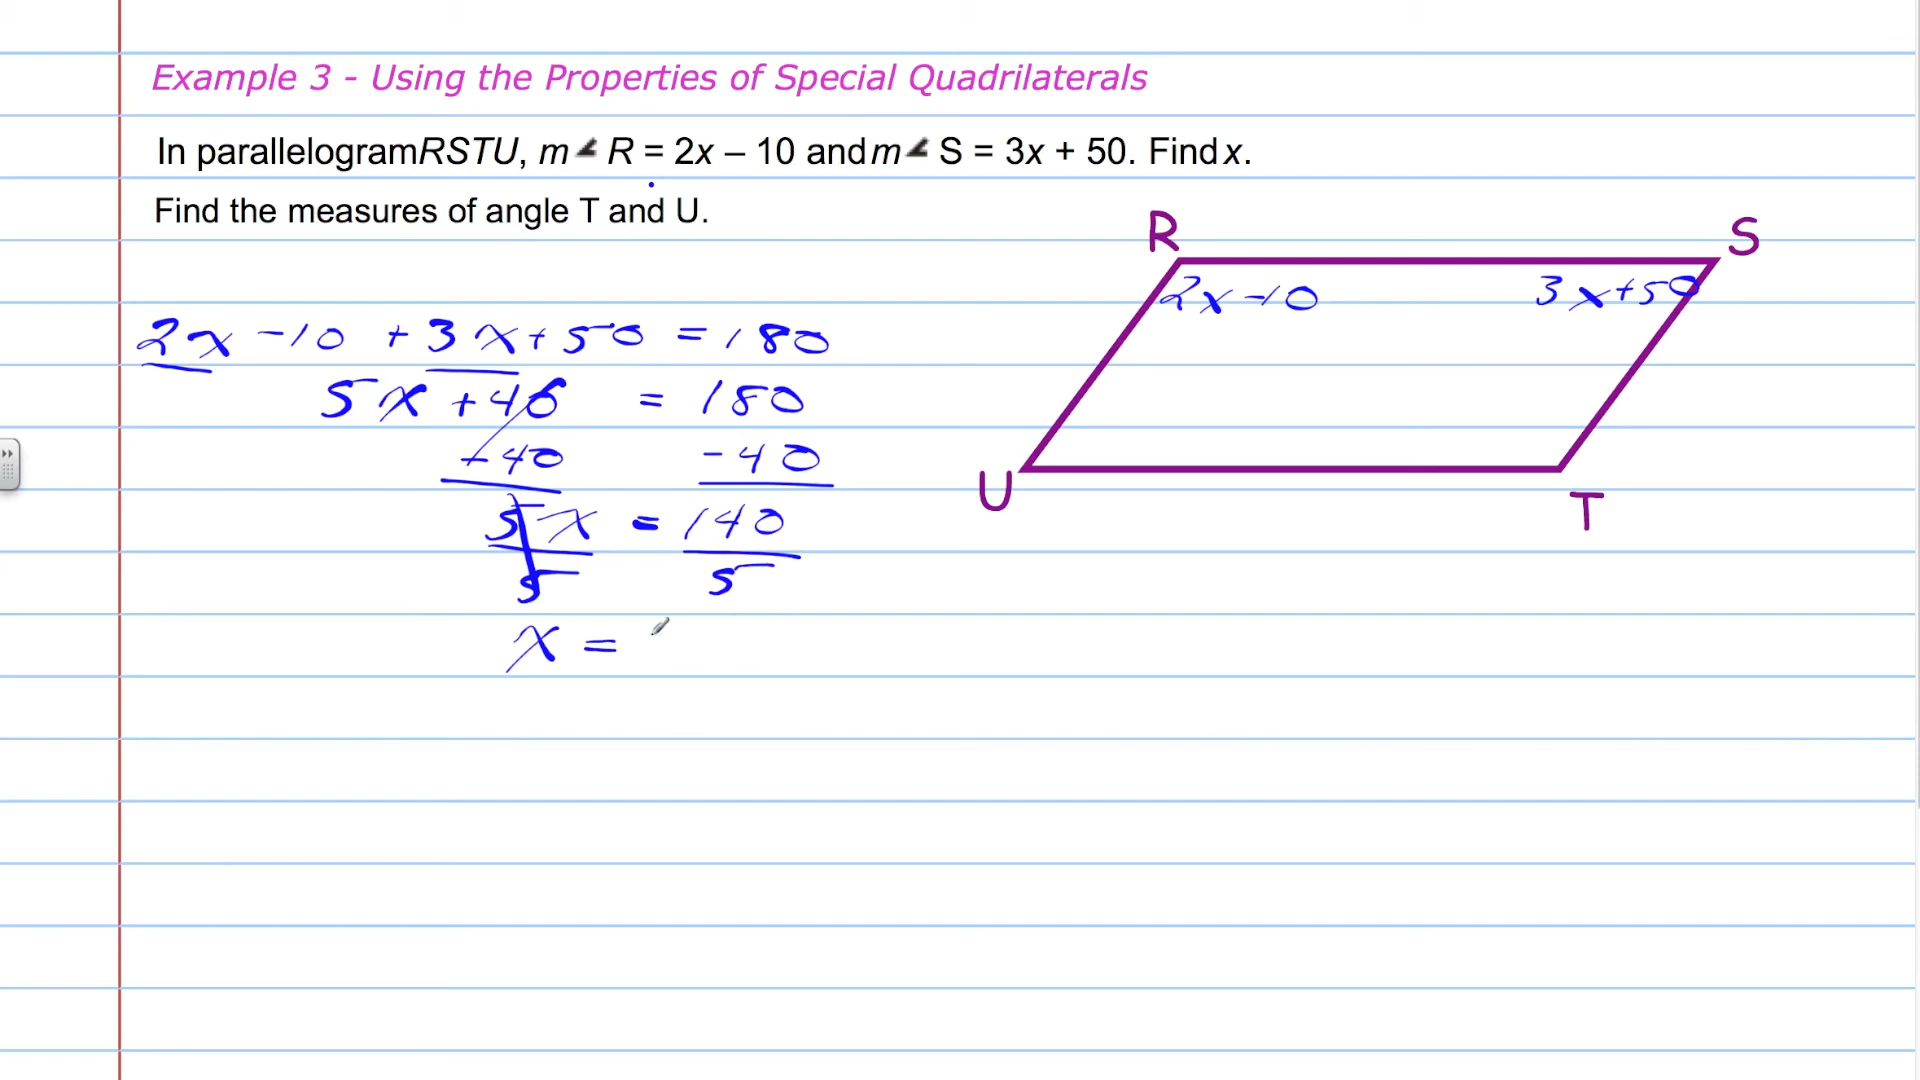 Example 3 - Using the Properties of Special Quadrilaterals
In parallelogram RSTU, m∡ R = 2x – 10 and m∡ S = 3x + 50. Find x.
Find the measures of angle T and U.
R
S
2x -10
3x+50
2x -10 + 3x + 50 = 180
5x + 40 = 180
-40 -40
U
T
5x = 140
5 5
x =